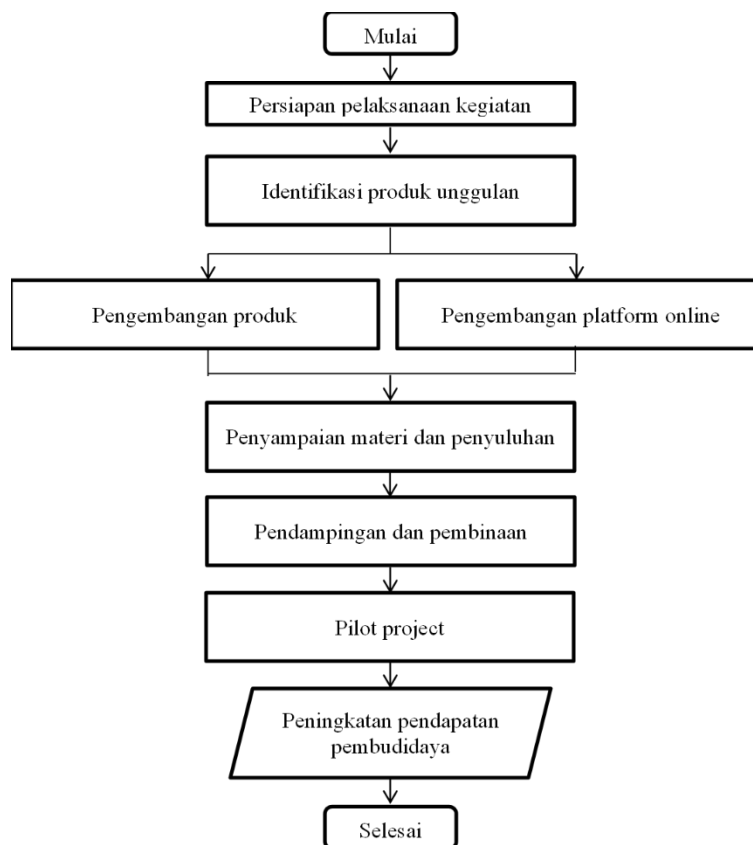 Mulai
Persiapan pelaksanaan kegiatan
Identifikasi produk unggulan
Pengembangan produk
Pengembangan platform online
Penyampaian materi dan penyuluhan
Pendampingan dan pembinaan
Pilot project
Peningkatan pendapatan
pembudidaya
Selesai